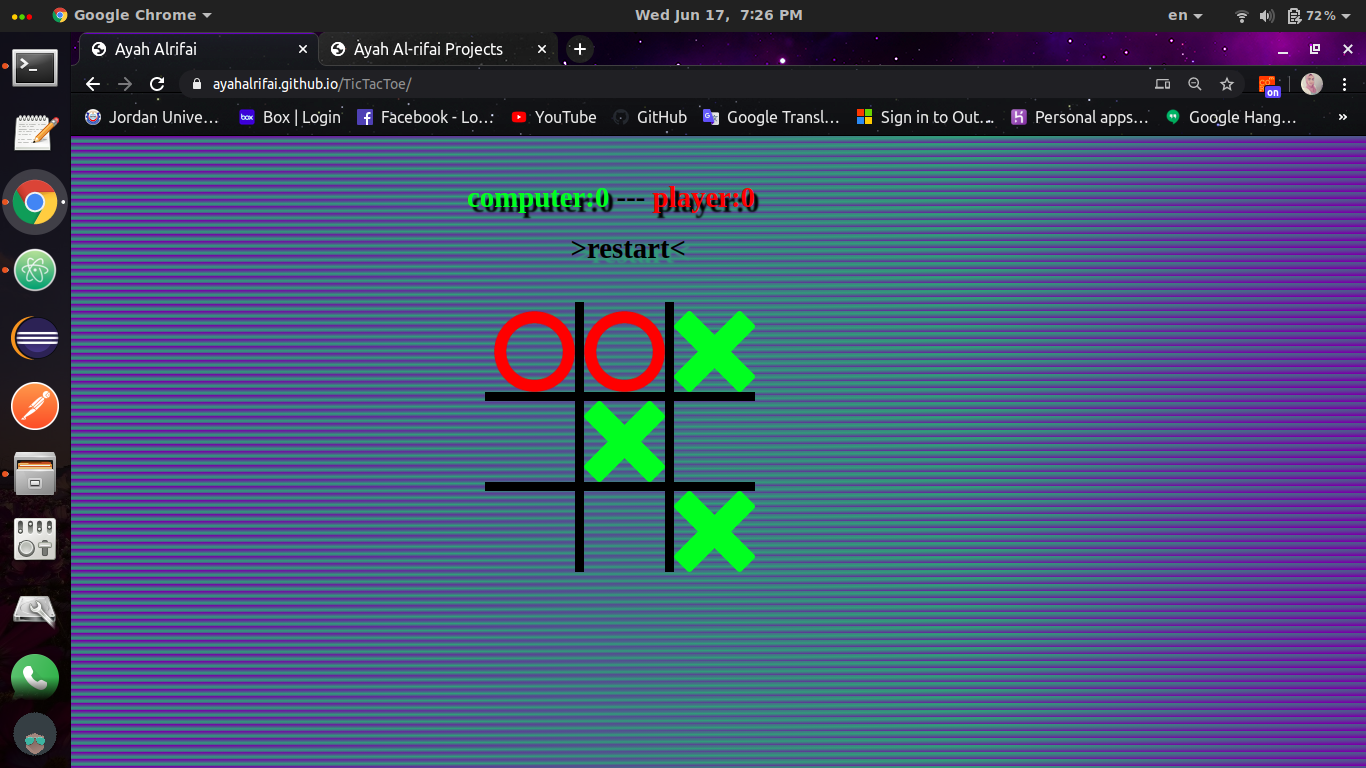 Google Chrome Wed Jun 17, 7:26 PM en 72%
Ayah Alrifai Ayah Al-rifai Projects
ayahalrifai.github.io/TicTacToe/ on
Jordan Unive... box Box | Login Facebook - Lo... YouTube GitHub Google Transl... Sign in to Out... Personal apps... Google Hang... »
computer:0 --- player:0
>restart<